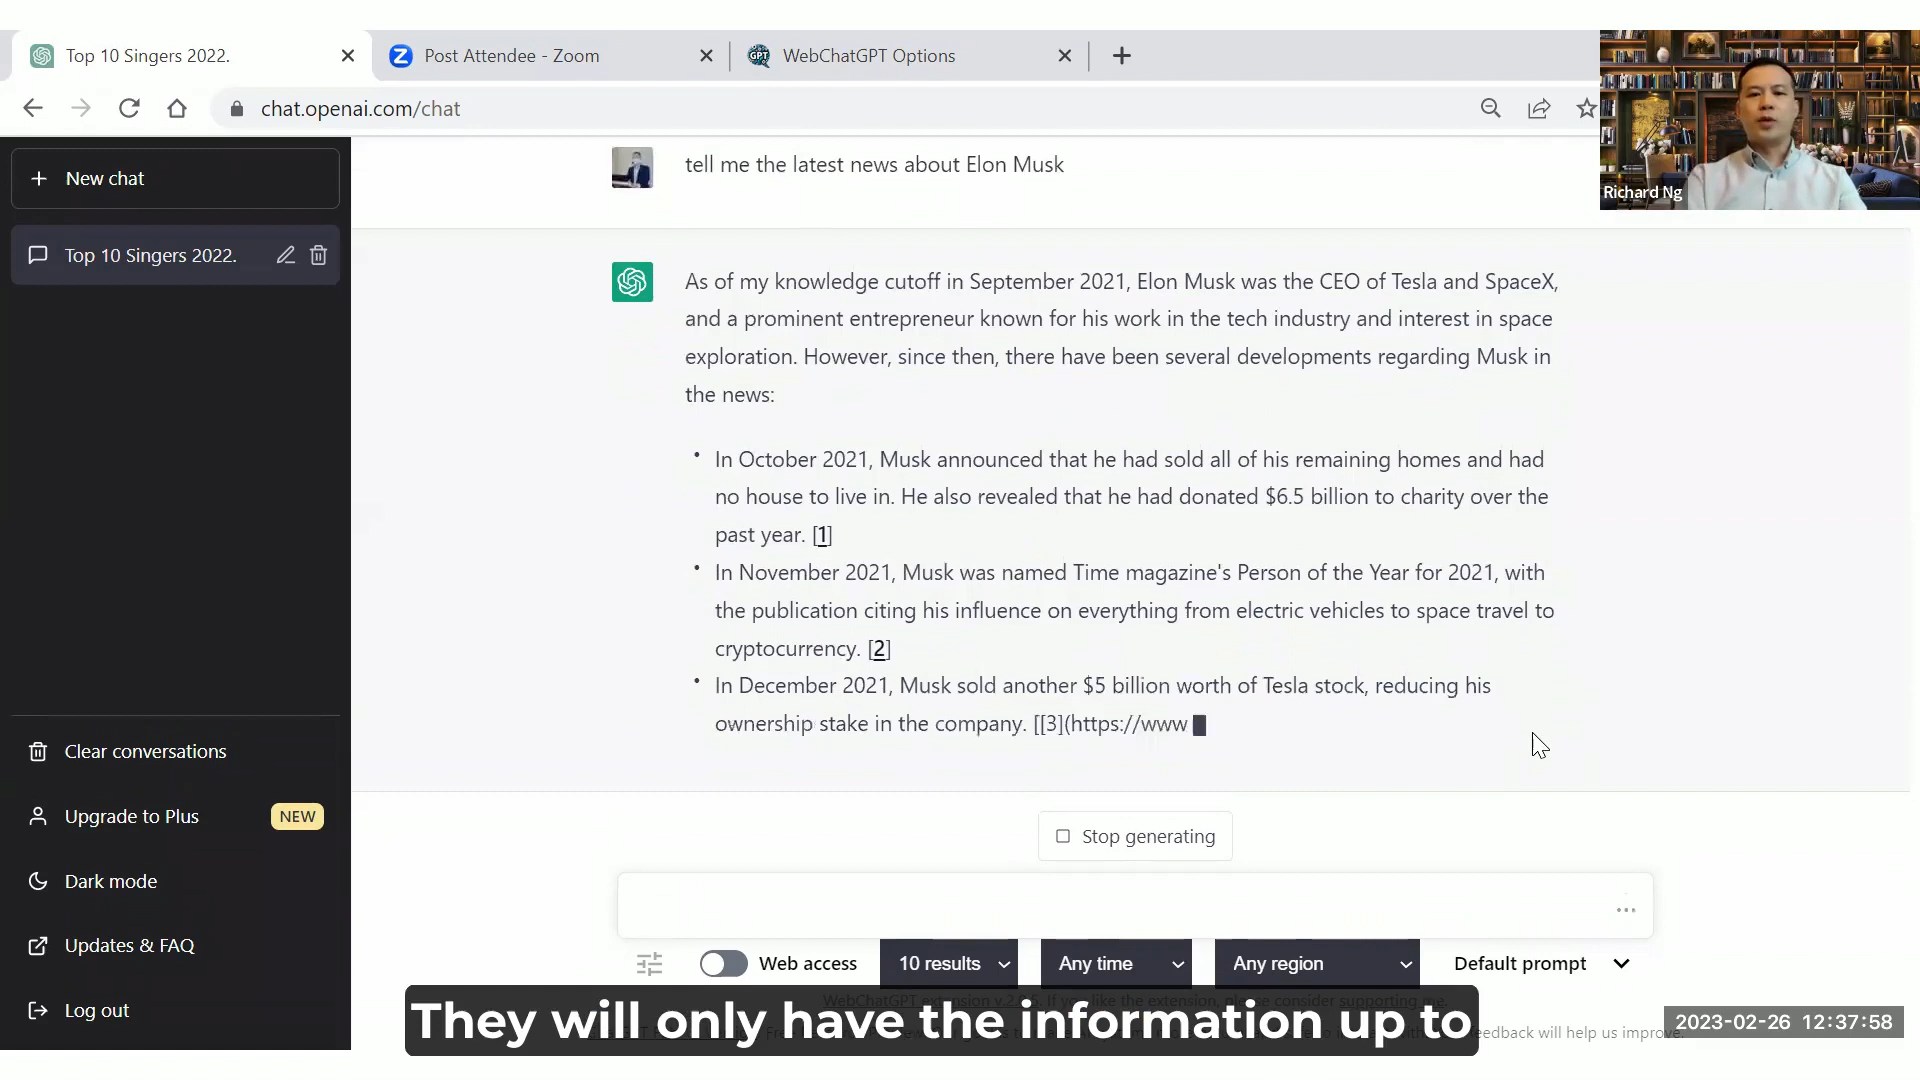 Top 10 Singers 2022.
Post Attendee - Zoom
WebChatGPT Options
chat.openai.com/chat
Richard Ng
New chat
Top 10 Singers 2022.
tell me the latest news about Elon Musk
As of my knowledge cutoff in September 2021, Elon Musk was the CEO of Tesla and SpaceX,
and a prominent entrepreneur known for his work in the tech industry and interest in space
exploration. However, since then, there have been several developments regarding Musk in
the news:
• In October 2021, Musk announced that he had sold all of his remaining homes and had
no house to live in. He also revealed that he had donated $6.5 billion to charity over the
past year. [1]
• In November 2021, Musk was named Time magazine's Person of the Year for 2021, with
the publication citing his influence on everything from electric vehicles to space travel to
cryptocurrency. [2]
• In December 2021, Musk sold another $5 billion worth of Tesla stock, reducing his
ownership stake in the company. [[3](https://www
Clear conversations
Upgrade to Plus NEW
Dark mode
Updates & FAQ
Log out
Stop generating
Web access
10 results
Any time
Any region
Default prompt
They will only have the information up to
feedback will help us improve.
2023-02-26 12:37:58